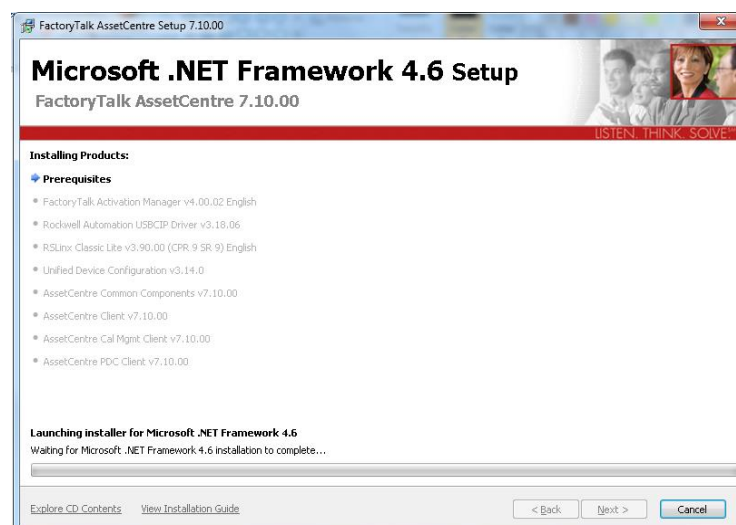 FactoryTalk AssetCentre Setup 7.10.00
Microsoft .NET Framework 4.6 Setup
FactoryTalk AssetCentre 7.10.00
LISTEN. THINK. SOLVE.℠
Installing Products:
Prerequisites
FactoryTalk Activation Manager v4.00.02 English
Rockwell Automation USBCIP Driver v3.18.06
RSLinx Classic Lite v3.90.00 (CPR 9 SR 9) English
Unified Device Configuration v3.14.0
AssetCentre Common Components v7.10.00
AssetCentre Client v7.10.00
AssetCentre Cal Mgmt Client v7.10.00
AssetCentre PDC Client v7.10.00
Launching installer for Microsoft .NET Framework 4.6
Waiting for Microsoft .NET Framework 4.6 installation to complete...
Explore CD Contents View Installation Guide < Back Next > Cancel